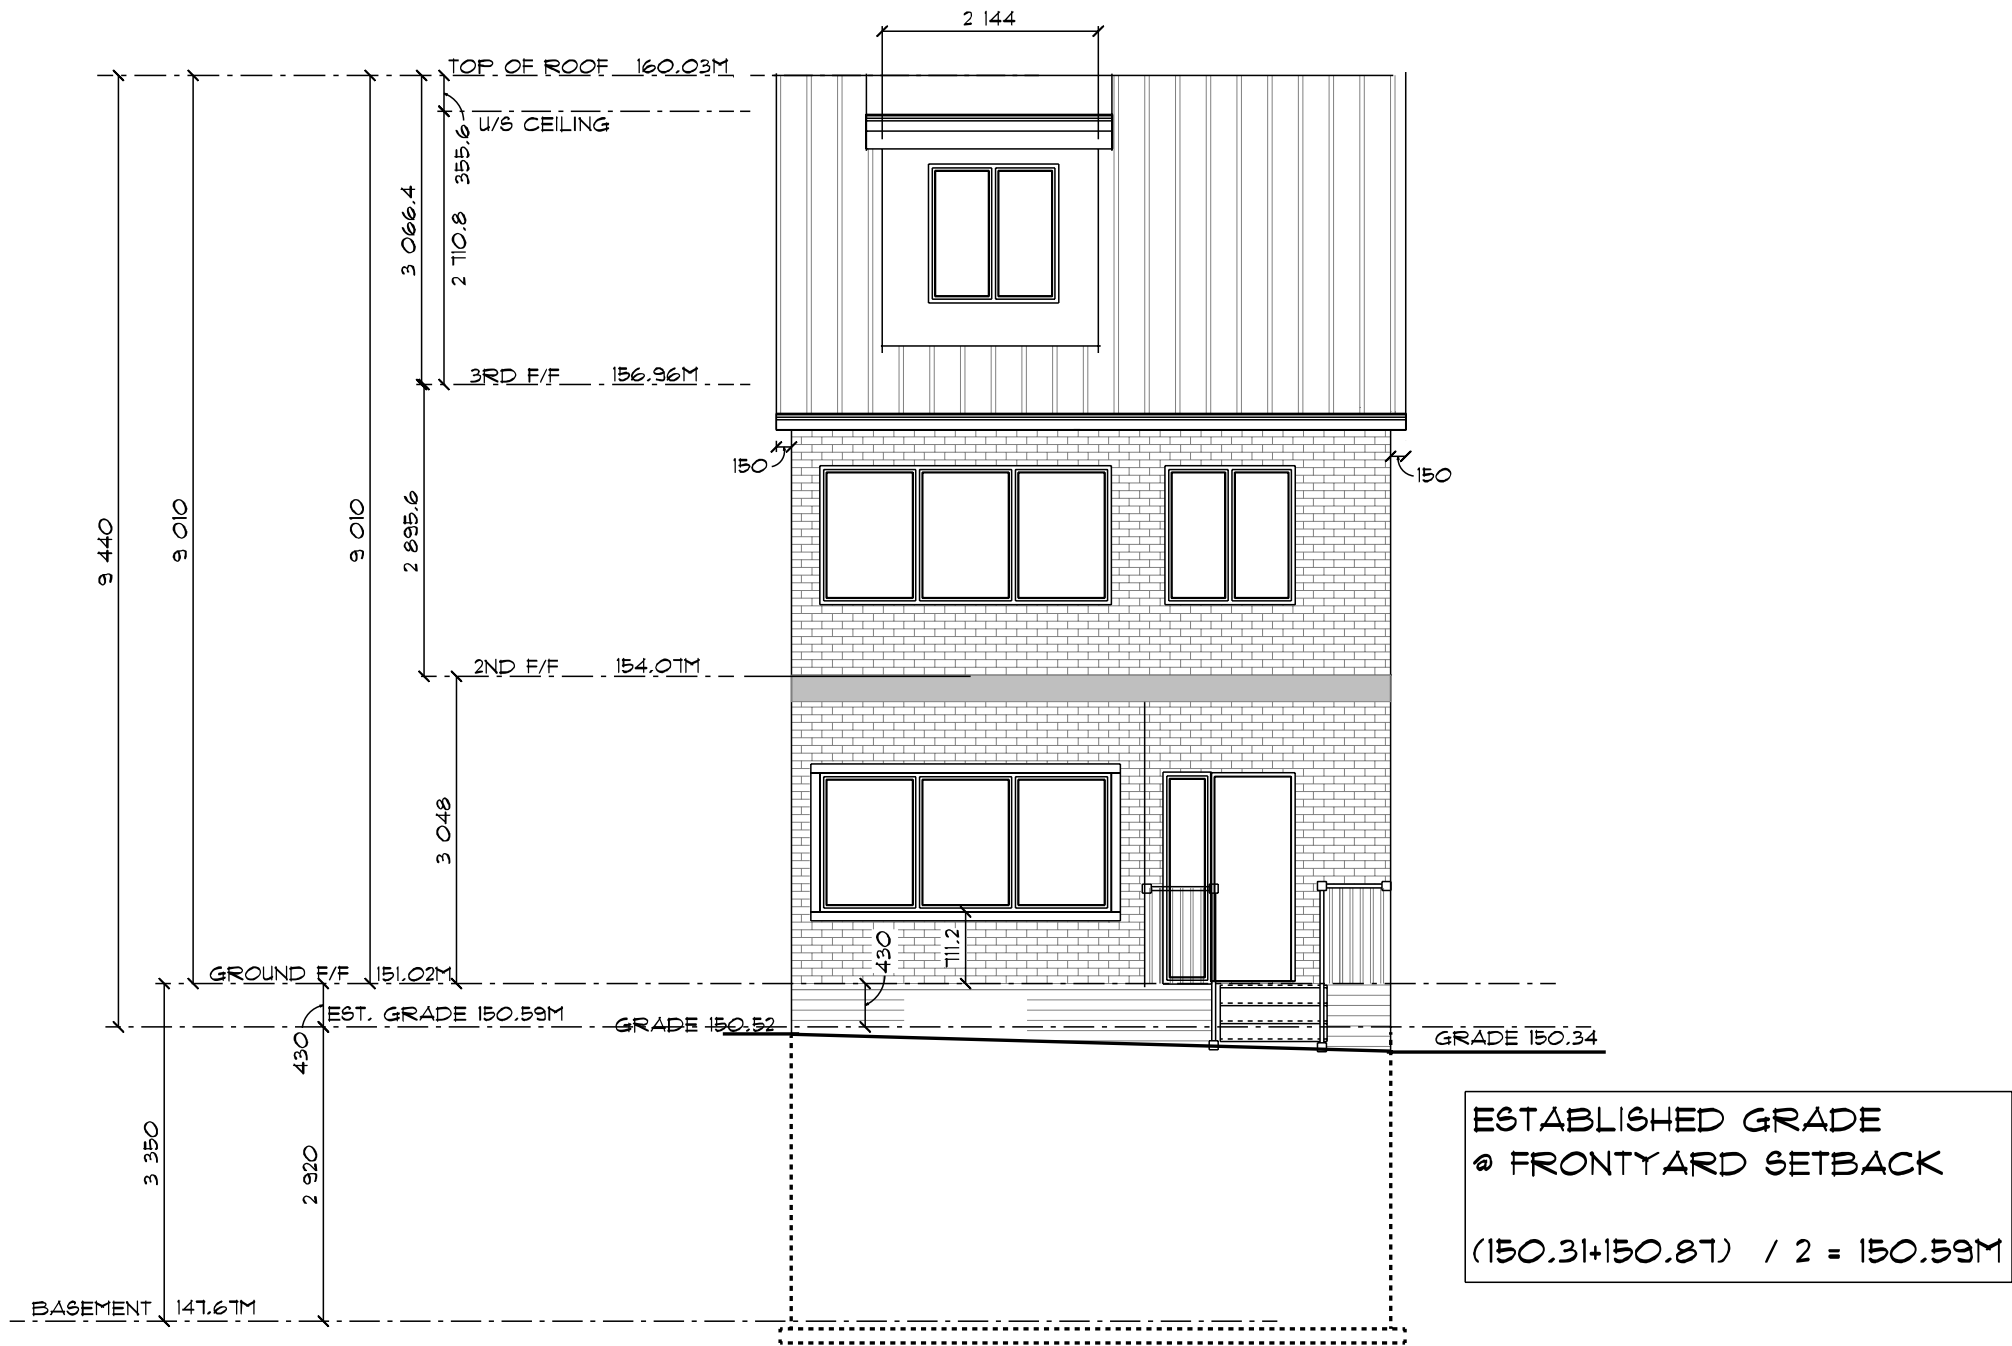 2 144
TOP OF ROOF 160.03M
U/S CEILING
355.6
3 066.4
2 710.8
3RD F/F 156.96M
150
150
9 440
9 010
9 010
2 895.6
2ND F/F 154.07M
3 048
430
711.2
GROUND F/F 151.02M
EST. GRADE 150.59M
GRADE 150.52
GRADE 150.34
430
3 350
2 920
ESTABLISHED GRADE
@ FRONTYARD SETBACK
(150.31+150.87) / 2 = 150.59M
BASEMENT 147.67M